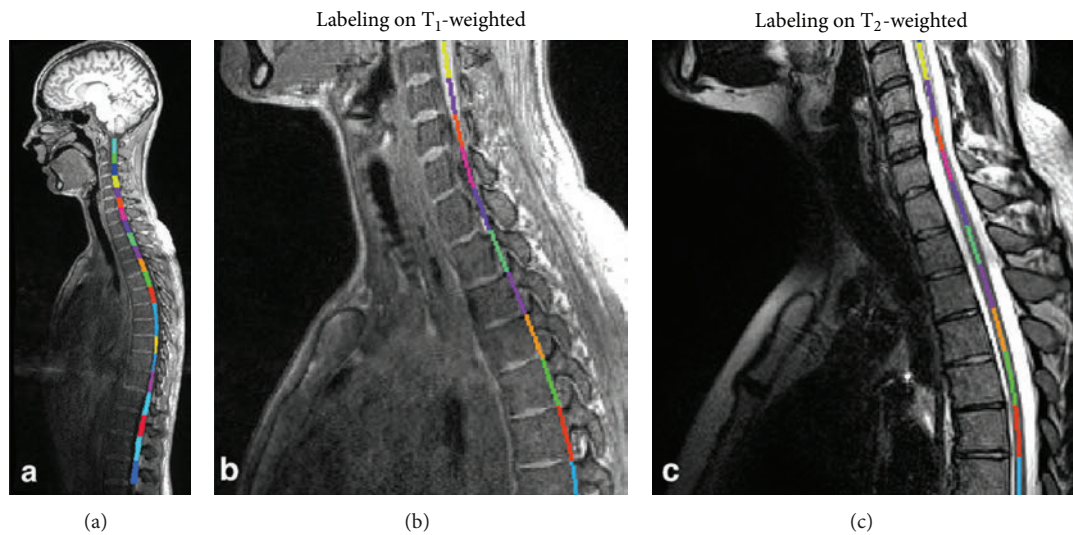 Labeling on T₁-weighted
Labeling on T₂-weighted
a
b
c
(a)
(b)
(c)